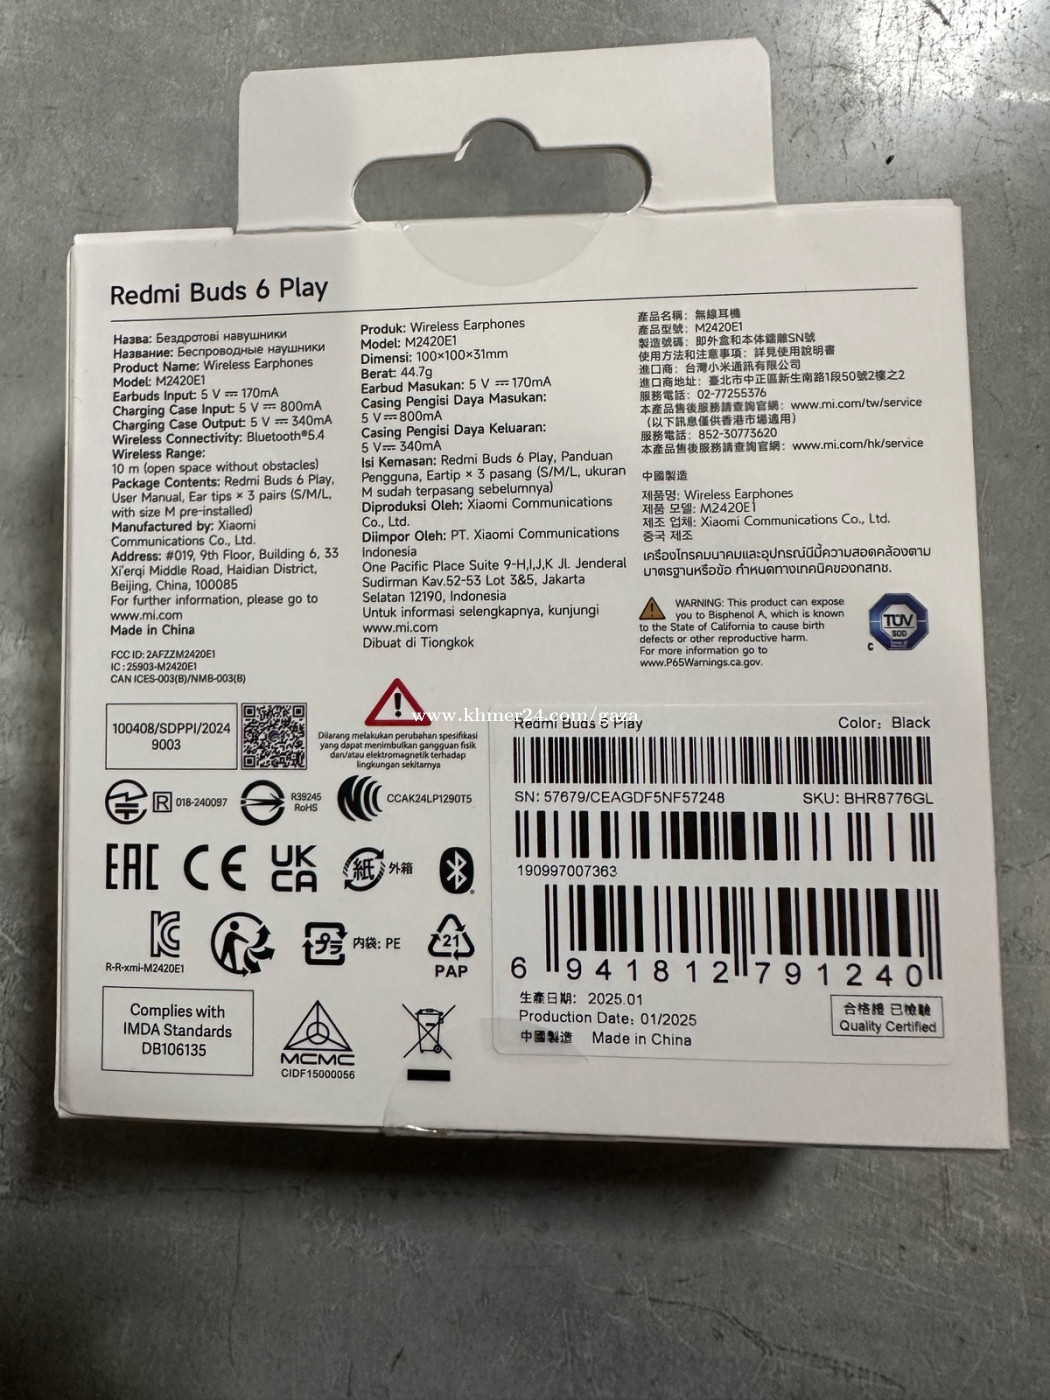 Redmi Buds 6 Play
Назва: Бездротові навушники
Название: Беспроводные наушники
Product Name: Wireless Earphones
Model: M2420E1
Earbuds Input: 5 V ⎓ 170mA
Charging Case Input: 5 V ⎓ 800mA
Charging Case Output: 5 V ⎓ 340mA
Wireless Connectivity: Bluetooth®5.4
Wireless Range:
10 m (open space without obstacles)
Package Contents: Redmi Buds 6 Play,
User Manual, Ear tips × 3 pairs (S/M/L,
with size M pre-installed)
Manufactured by: Xiaomi
Communications Co., Ltd.
Address: #019, 9th Floor, Building 6, 33
Xi'erqi Middle Road, Haidian District,
Beijing, China, 100085
For further information, please go to
www.mi.com
Made in China
FCC ID: 2AFZZM2420E1
IC : 25903-M2420E1
CAN ICES-003(B)/NMB-003(B)
Produk: Wireless Earphones
Model: M2420E1
Dimensi: 100×100×31mm
Berat: 44.7g
Earbud Masukan: 5 V ⎓ 170mA
Casing Pengisi Daya Masukan:
5 V ⎓ 800mA
Casing Pengisi Daya Keluaran:
5 V ⎓ 340mA
Isi Kemasan: Redmi Buds 6 Play, Panduan
Pengguna, Eartip × 3 pasang (S/M/L, ukuran
M sudah terpasang sebelumnya)
Diproduksi Oleh: Xiaomi Communications
Co., Ltd.
Diimpor Oleh: PT. Xiaomi Communications
Indonesia
One Pacific Place Suite 9-H,I,J,K Jl. Jenderal
Sudirman Kav.52-53 Lot 3&5, Jakarta
Selatan 12190, Indonesia
Untuk informasi selengkapnya, kunjungi
www.mi.com
Dibuat di Tiongkok
產品名稱：無線耳機
產品型號：M2420E1
製造號碼：即外盒和本体鐳雕SN號
使用方法和注意事項：詳見使用說明書
進口商：台灣小米通訊有限公司
進口商地址：臺北市中正區新生南路1段50號2樓之2
服務電話：02-77255376
本產品售後服務請查詢官網：www.mi.com/tw/service
（以下訊息僅供香港市場適用）
服務電話：852-30773620
本產品售後服務請查詢官網：www.mi.com/hk/service
中國製造
제품명: Wireless Earphones
제품 모델: M2420E1
제조 업체: Xiaomi Communications Co., Ltd.
중국 제조
เครื่องโทรคมนาคมและอุปกรณ์นี้มีความสอดคล้องตาม
มาตรฐานหรือข้อ กำหนดทางเทคนิคของกสทช.
WARNING: This product can expose
you to Bisphenol A, which is known
to the State of California to cause birth
defects or other reproductive harm.
For more information go to
www.P65Warnings.ca.gov.
TÜV
SÜD
C
100408/SDPPI/2024
9003
Dilarang melakukan perubahan spesifikasi
yang dapat menimbulkan gangguan fisik
dan/atau elektromagnetik terhadap
lingkungan sekitarnya
www.khmer24.com/gaza
R 018-240097
R39245
RoHS
CCAK24LP1290T5
EAC CE UK
CA
紙 外箱
R-R-xmi-M2420E1
プラ 内袋: PE
21
PAP
Complies with
IMDA Standards
DB106135
MCMC
CIDF15000056
Redmi Buds 6 Play Color: Black
SN: 57679/CEAGDF5NF57248 SKU: BHR8776GL
190997007363
6 941812 791240
生產日期： 2025.01
Production Date: 01/2025
中國製造 Made in China
合格證 已檢驗
Quality Certified